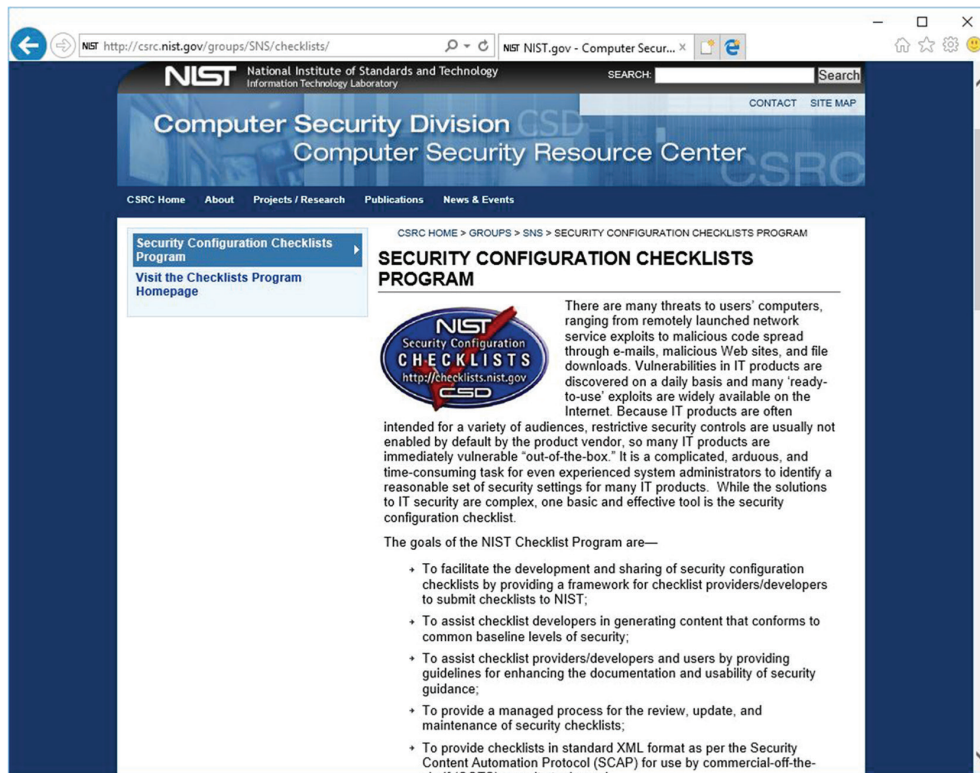 NIST http://csrc.nist.gov/groups/SNS/checklists/
NIST NIST.gov - Computer Secur... ×
NIST National Institute of Standards and Technology
Information Technology Laboratory
SEARCH: Search
CONTACT SITE MAP
Computer Security Division CSD
Computer Security Resource Center
CSRC
CSRC Home About Projects / Research Publications News & Events
Security Configuration Checklists
Program
Visit the Checklists Program
Homepage
CSRC HOME > GROUPS > SNS > SECURITY CONFIGURATION CHECKLISTS PROGRAM
SECURITY CONFIGURATION CHECKLISTS
PROGRAM
NIST
Security Configuration
CHECKLISTS
http://checklists.nist.gov
CSD
There are many threats to users' computers,
ranging from remotely launched network
service exploits to malicious code spread
through e-mails, malicious Web sites, and file
downloads. Vulnerabilities in IT products are
discovered on a daily basis and many 'ready-
to-use' exploits are widely available on the
Internet. Because IT products are often
intended for a variety of audiences, restrictive security controls are usually not
enabled by default by the product vendor, so many IT products are
immediately vulnerable "out-of-the-box." It is a complicated, arduous, and
time-consuming task for even experienced system administrators to identify a
reasonable set of security settings for many IT products. While the solutions
to IT security are complex, one basic and effective tool is the security
configuration checklist.
The goals of the NIST Checklist Program are—
To facilitate the development and sharing of security configuration
checklists by providing a framework for checklist providers/developers
to submit checklists to NIST;
To assist checklist developers in generating content that conforms to
common baseline levels of security;
To assist checklist providers/developers and users by providing
guidelines for enhancing the documentation and usability of security
guidance;
To provide a managed process for the review, update, and
maintenance of security checklists;
To provide checklists in standard XML format as per the Security
Content Automation Protocol (SCAP) for use by commercial-off-the-